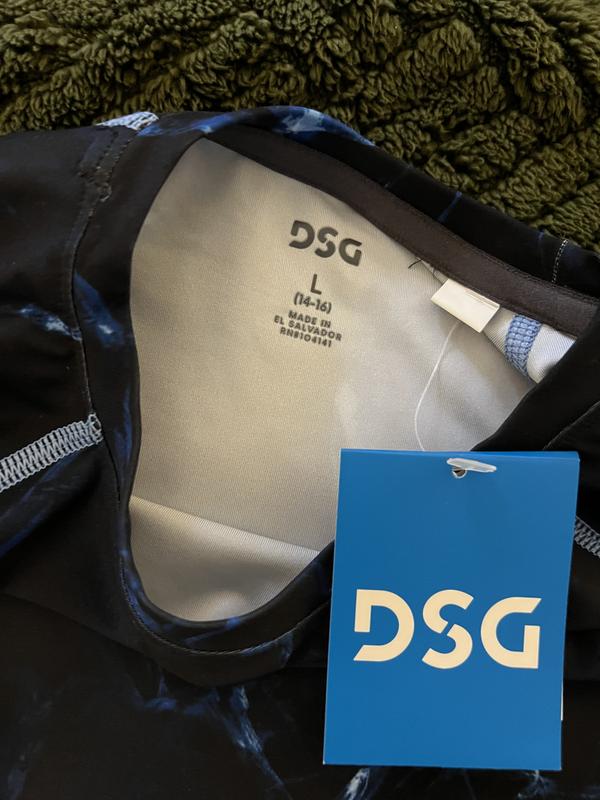 DSG
L
(14-16)
MADE IN
EL SALVADOR
RN8104141
DSG